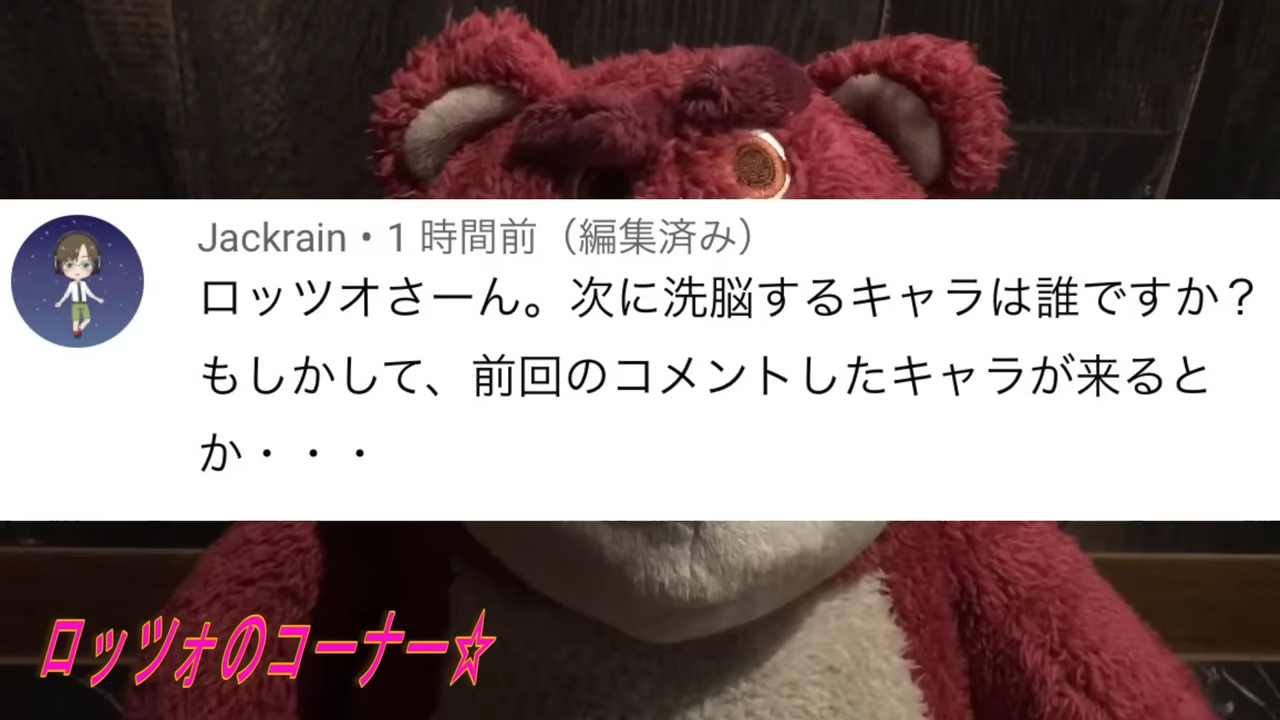 Jackrain・1 時間前（編集済み）
ロッツオさーん。次に洗脳するキャラは誰ですか？
もしかして、前回のコメントしたキャラが来ると
か・・・
ロッツォのコーナー☆